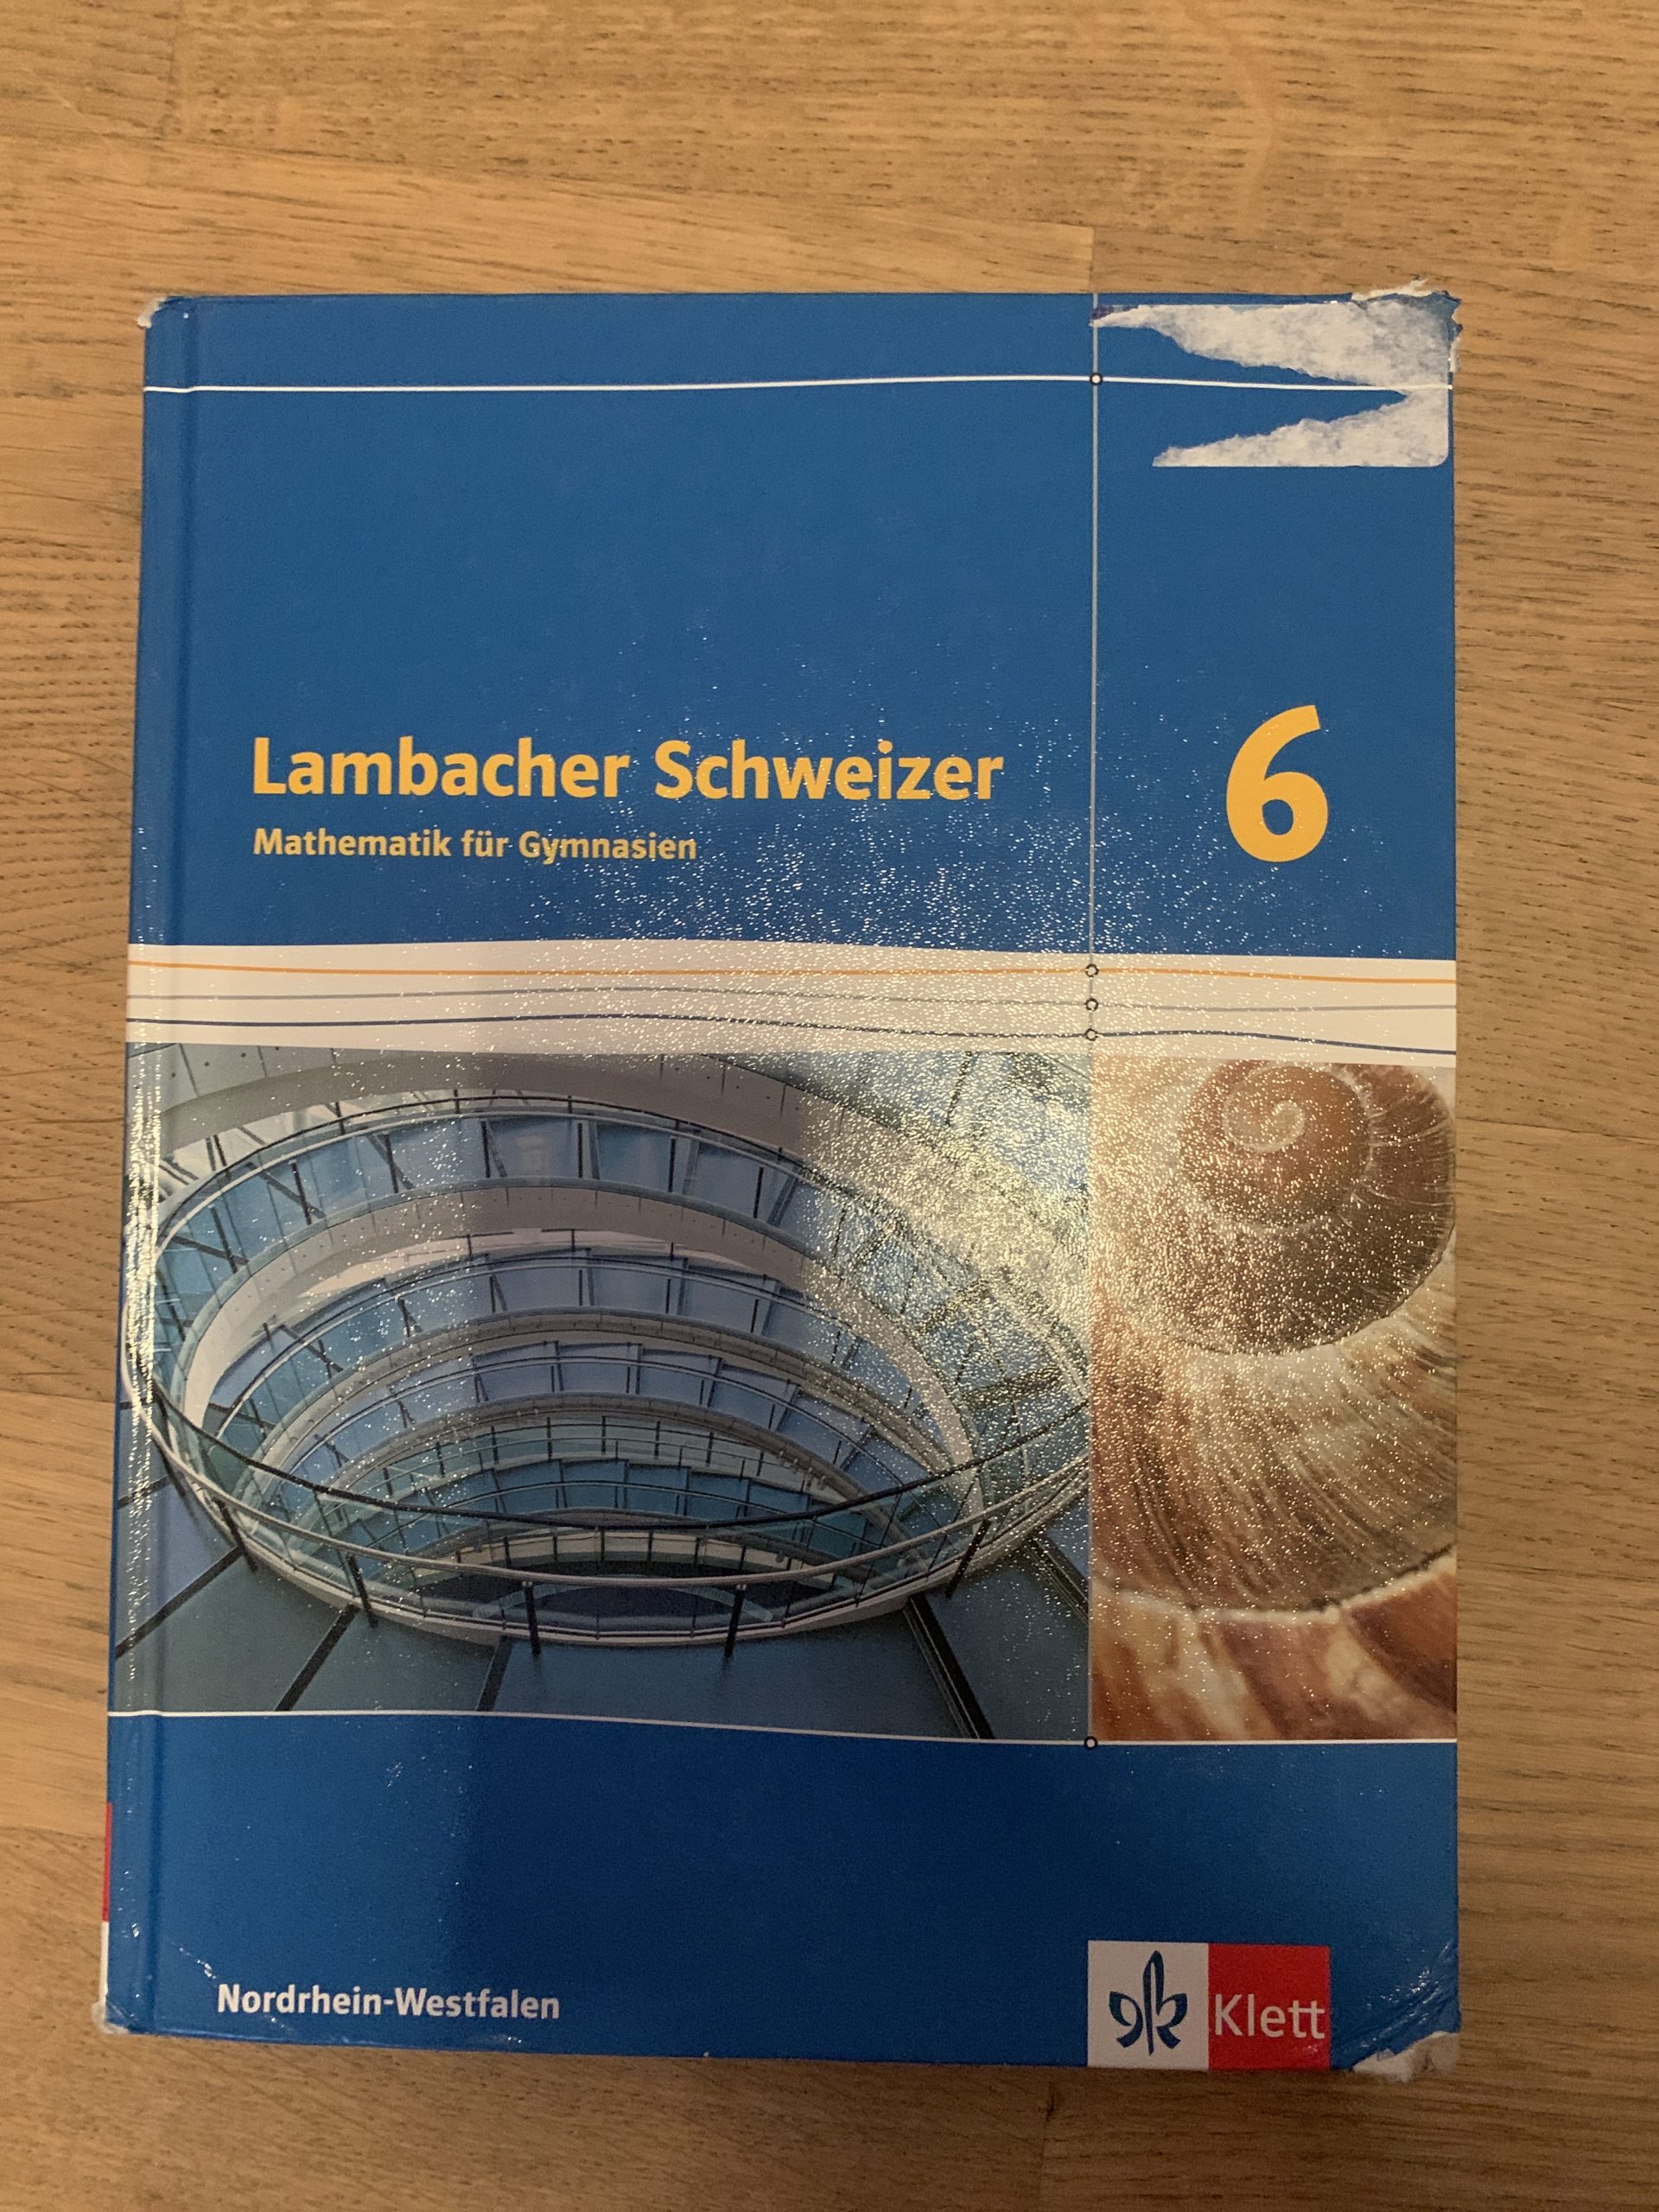 Lambacher Schweizer
6
Mathematik für Gymnasien
Nordrhein-Westfalen
Klett